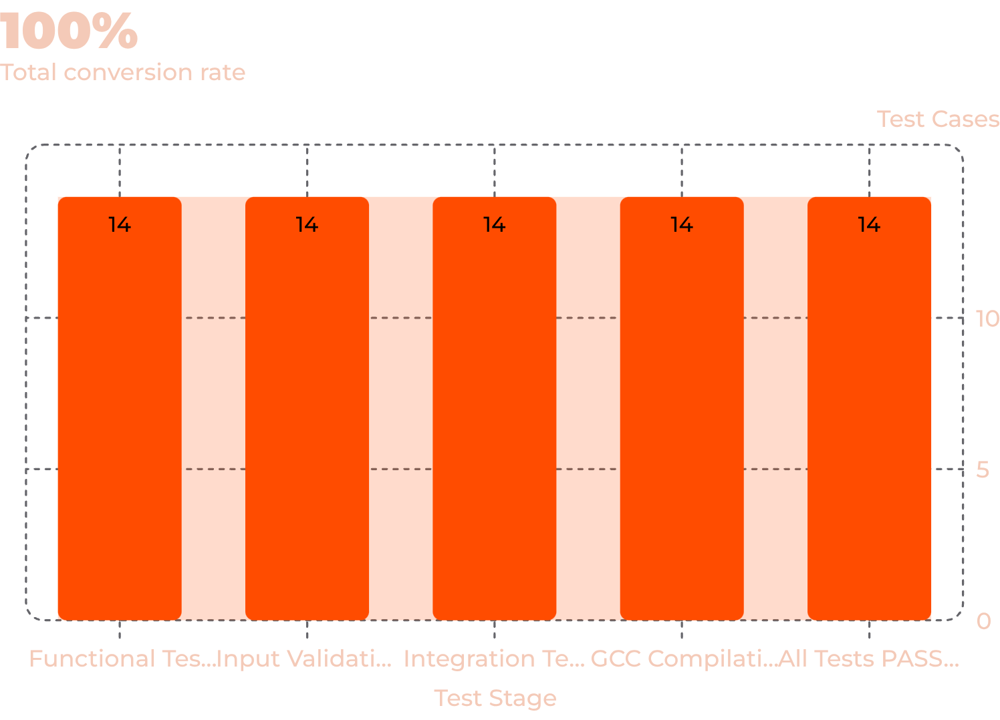 100%
Total conversion rate
Test Cases
14 14 14 14 14
10
5
0
Functional Tes... Input Validati... Integration Te... GCC Compilati... All Tests PASS...
Test Stage